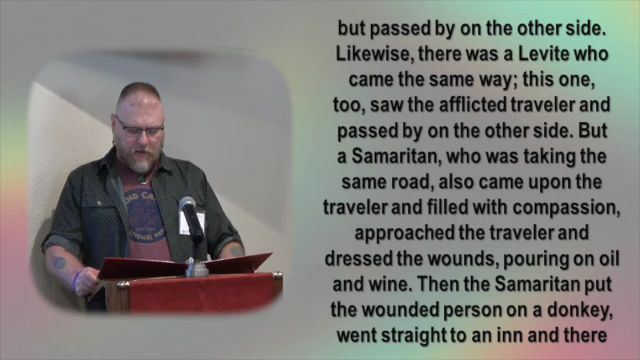 but passed by on the other side.
Likewise, there was a Levite who
came the same way; this one,
too, saw the afflicted traveler and
passed by on the other side. But
a Samaritan, who was taking the
same road, also came upon the
traveler and filled with compassion,
approached the traveler and
dressed the wounds, pouring on oil
and wine. Then the Samaritan put
the wounded person on a donkey,
went straight to an inn and there